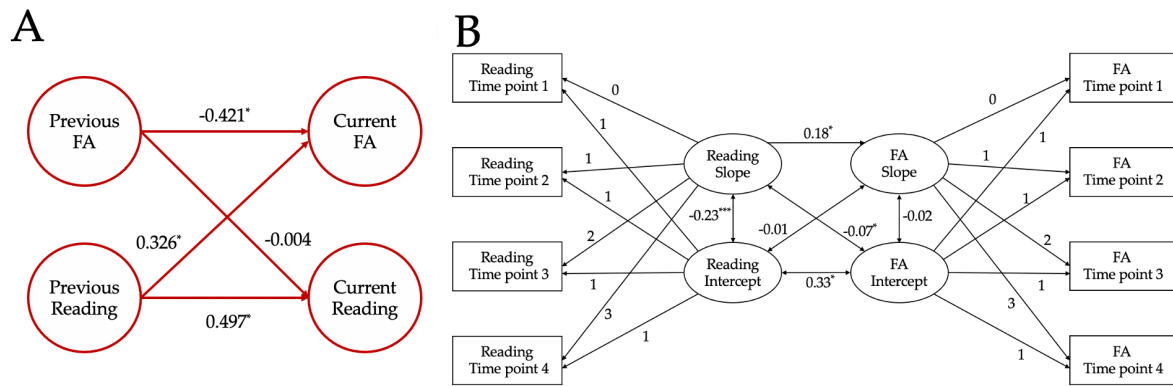 A
Previous
FA
-0.421*
Current
FA
0.326*
-0.004
Previous
Reading
0.497*
Current
Reading
B
Reading
Time point 1
Reading
Time point 2
Reading
Time point 3
Reading
Time point 4
0
1
1
1
2
1
3
1
Reading
Slope
0.18*
FA
Slope
-0.23***
-0.01
-0.07*
-0.02
Reading
Intercept
0.33*
FA
Intercept
0
1
1
1
2
1
3
1
FA
Time point 1
FA
Time point 2
FA
Time point 3
FA
Time point 4